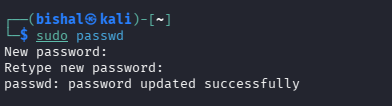 ┌──(bishal㉿kali)-[~]
└─$ sudo passwd
New password:
Retype new password:
passwd: password updated successfully